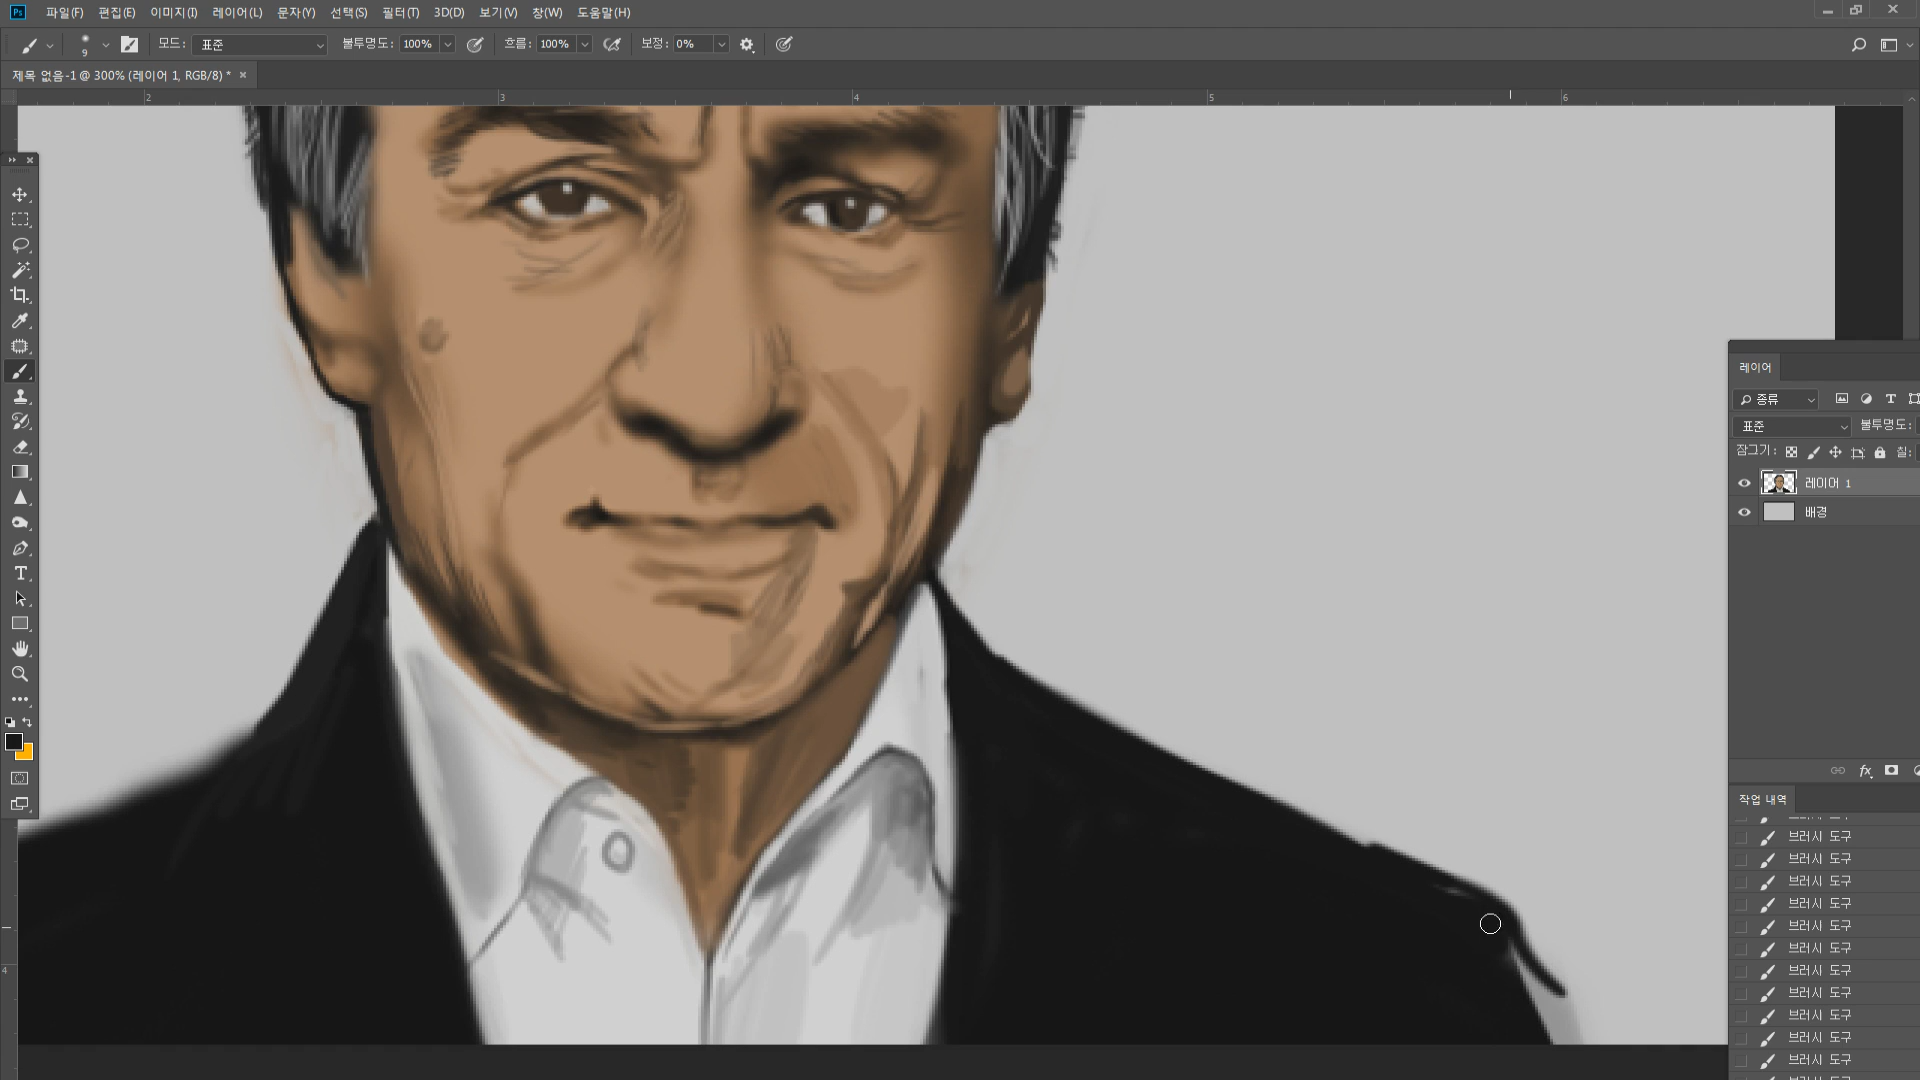 Ps 파일(F) 편집(E) 이미지(I) 레이어(L) 문자(Y) 선택(S) 필터(T) 3D(D) 보기(V) 창(W) 도움말(H)
9 모드: 표준 불투명도: 100% 흐름: 100% 보정: 0%
제목 없음-1 @ 300% (레이어 1, RGB/8) *
2 3 4 5 6
4
레이어
종류
표준 불투명도:
잠그기: 칠:
레이어 1
배경
fx
작업 내역
브러시 도구
브러시 도구
브러시 도구
브러시 도구
브러시 도구
브러시 도구
브러시 도구
브러시 도구
브러시 도구
브러시 도구
브러시 도구